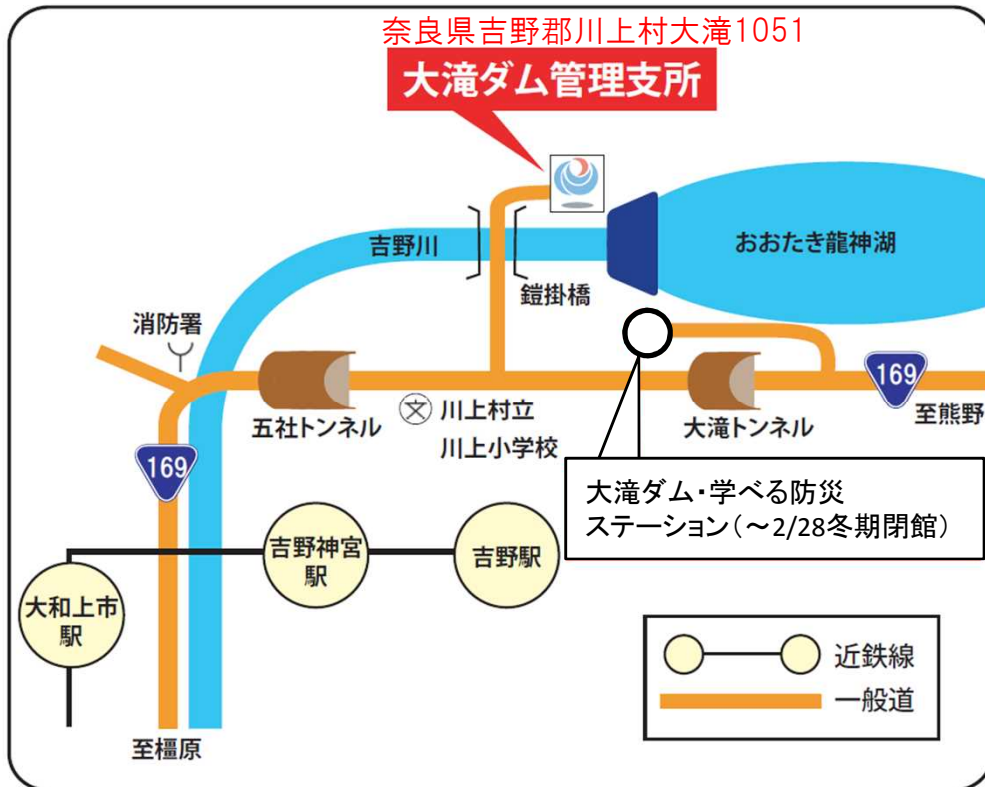 奈良県吉野郡川上村大滝1051
大滝ダム管理支所
吉野川
おおたき龍神湖
鎧掛橋
消防署
五社トンネル
文
川上村立
川上小学校
大滝トンネル
169
至熊野
169
大滝ダム・学べる防災
ステーション(～2/28冬期閉館)
吉野神宮
駅
吉野駅
大和上市
駅
近鉄線
一般道
至橿原